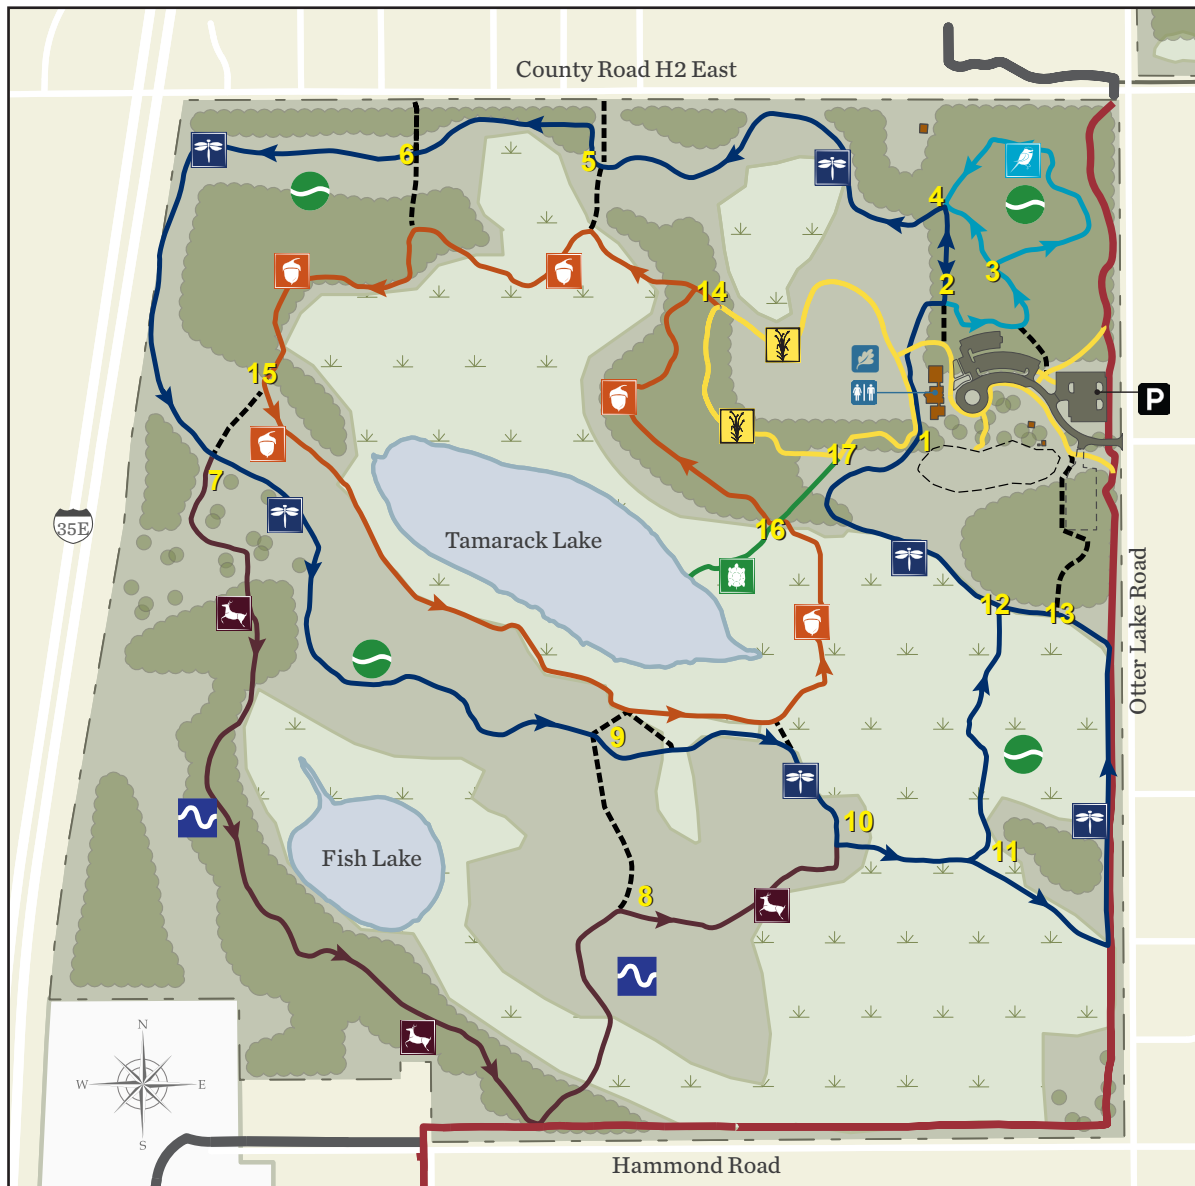 County Road H2 East
6
5
4
3
2
14
15
P
1
17
7
35E
Tamarack Lake
16
12
13
Otter Lake Road
9
10
11
Fish Lake
8
N
W
E
S
Hammond Road